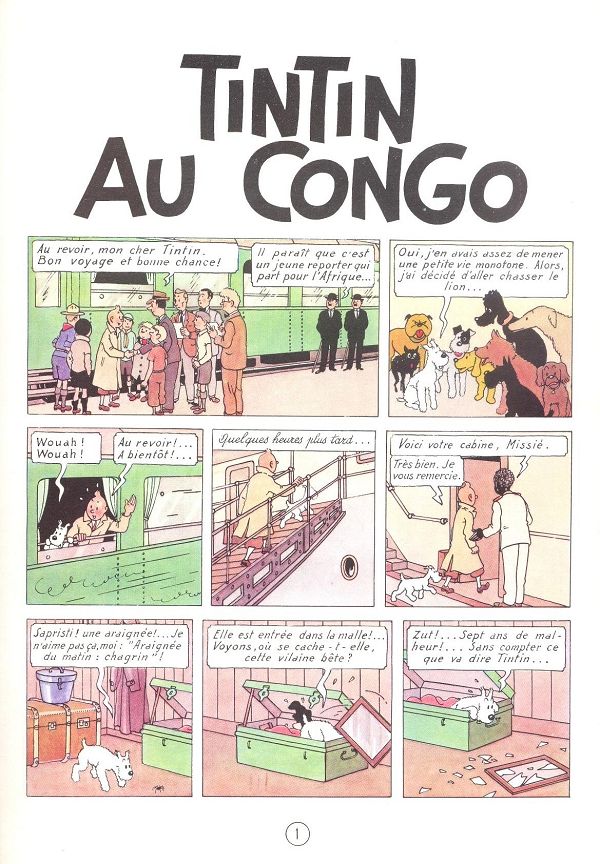 TINTIN
AU CONGO
Au revoir, mon cher Tintin.
Bon voyage et bonne chance!
Il paraît que c'est
un jeune reporter qui
part pour l'Afrique...
Oui, j'en avais assez de mener
une petite vie monotone. Alors,
j'ai décidé d'aller chasser le
lion...
Wouah!
Wouah!
Au revoir!...
A bientôt!...
Quelques heures plus tard...
Voici votre cabine, Missié.
Très bien. Je
vous remercie.
Sapristi! une araignée!... Je
n'aime pas ça, moi: "Araignée
du matin: chagrin"!
Elle est entrée dans la malle!...
Voyons, où se cache-t-elle,
cette vilaine bête?
Zut!... Sept ans de mal-
heur!... Sans compter ce
que va dire Tintin...
1